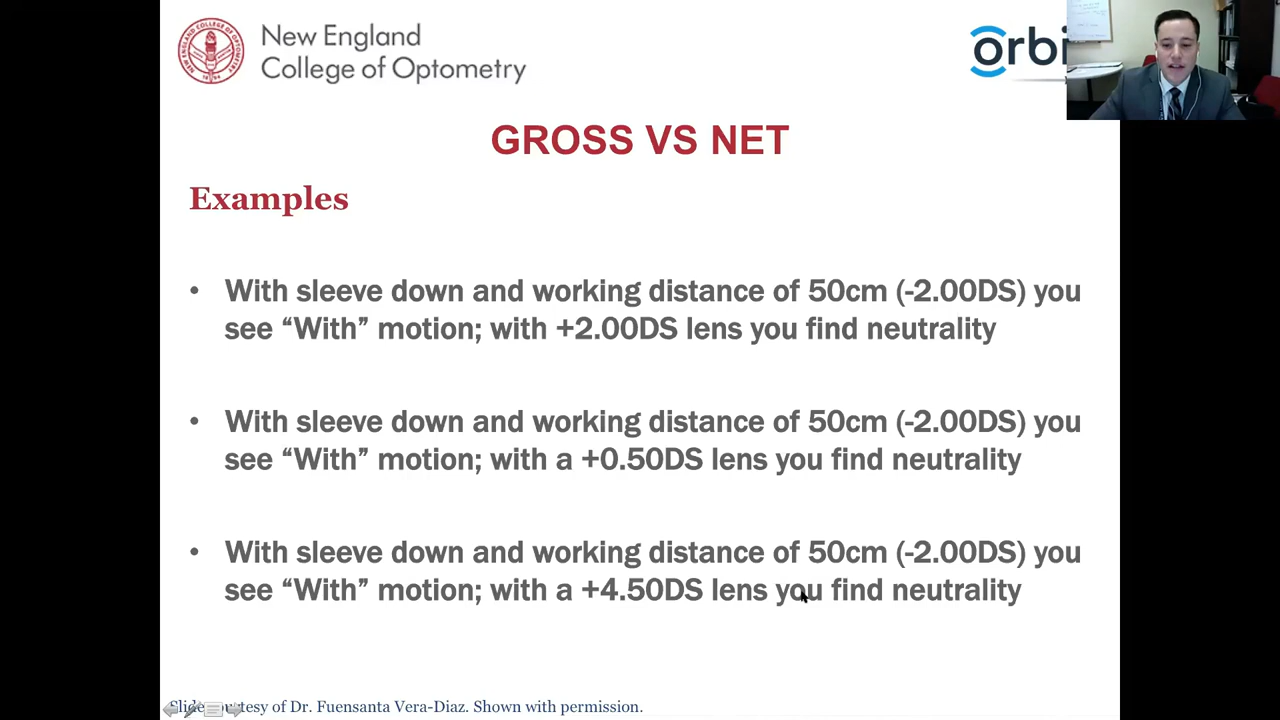 New England
College of Optometry
orbi
GROSS VS NET
Examples
• With sleeve down and working distance of 50cm (-2.00DS) you
see “With” motion; with +2.00DS lens you find neutrality
• With sleeve down and working distance of 50cm (-2.00DS) you
see “With” motion; with a +0.50DS lens you find neutrality
• With sleeve down and working distance of 50cm (-2.00DS) you
see “With” motion; with a +4.50DS lens you find neutrality
of Dr. Fuensanta Vera-Diaz. Shown with permission.